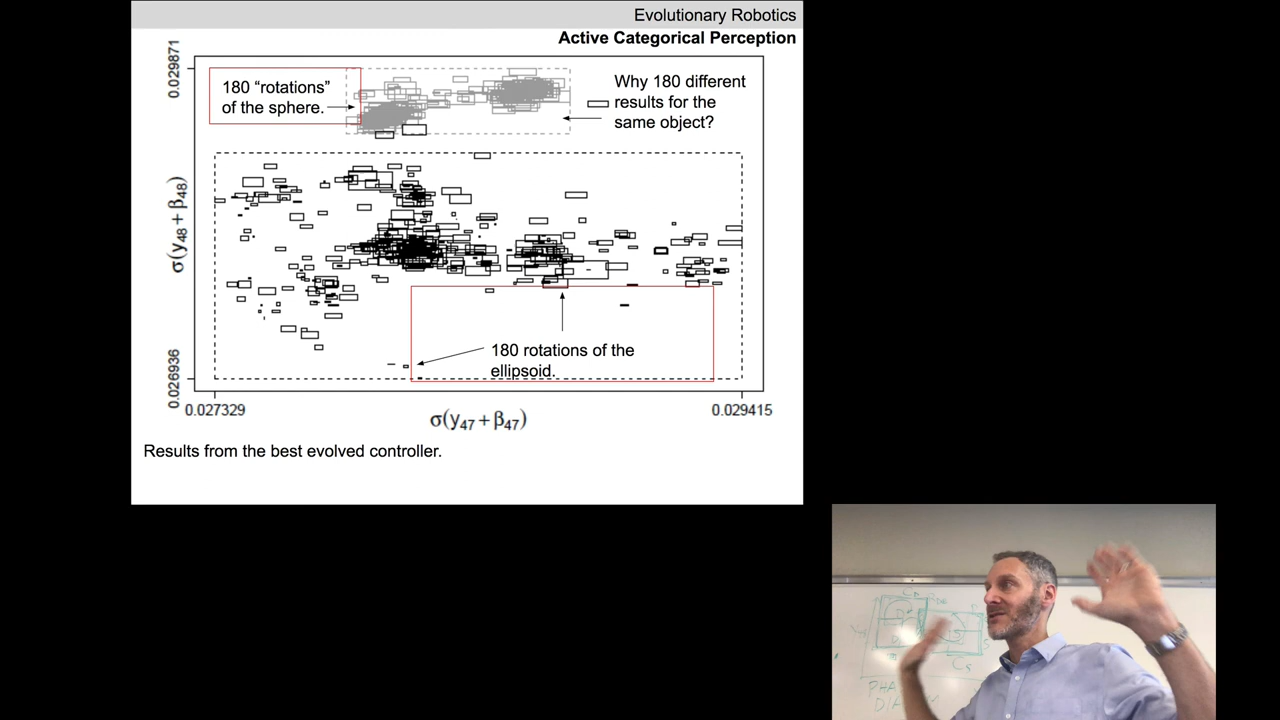 Evolutionary Robotics
Active Categorical Perception
0.029871
180 “rotations”
of the sphere.
Why 180 different
results for the
same object?
σ(y48 + β48)
180 rotations of the
ellipsoid.
0.026936
0.027329
σ(y47 + β47)
0.029415
Results from the best evolved controller.